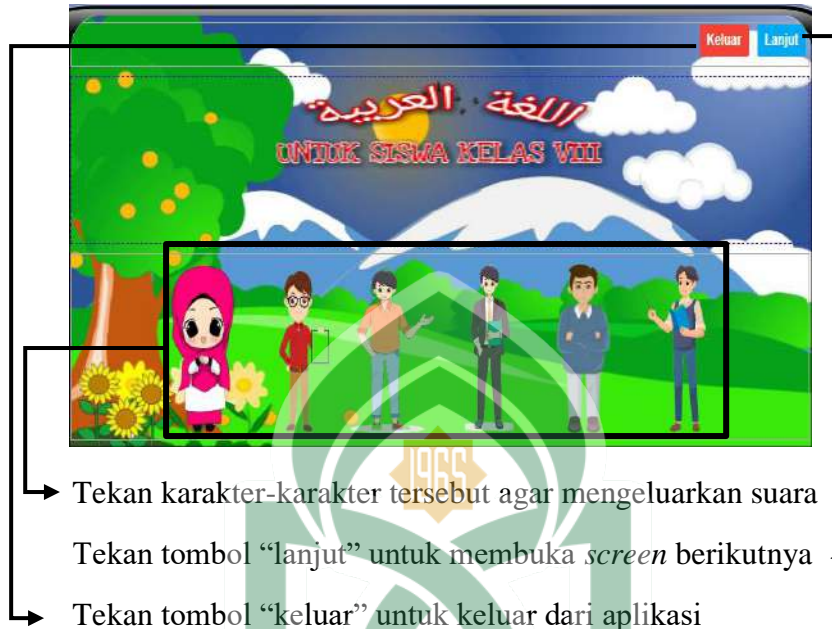 Keluar Lanjut
اللغة العربية
UNTUK SISWA KELAS VIII
1965
Tekan karakter-karakter tersebut agar mengeluarkan suara
Tekan tombol “lanjut” untuk membuka screen berikutnya
Tekan tombol “keluar” untuk keluar dari aplikasi